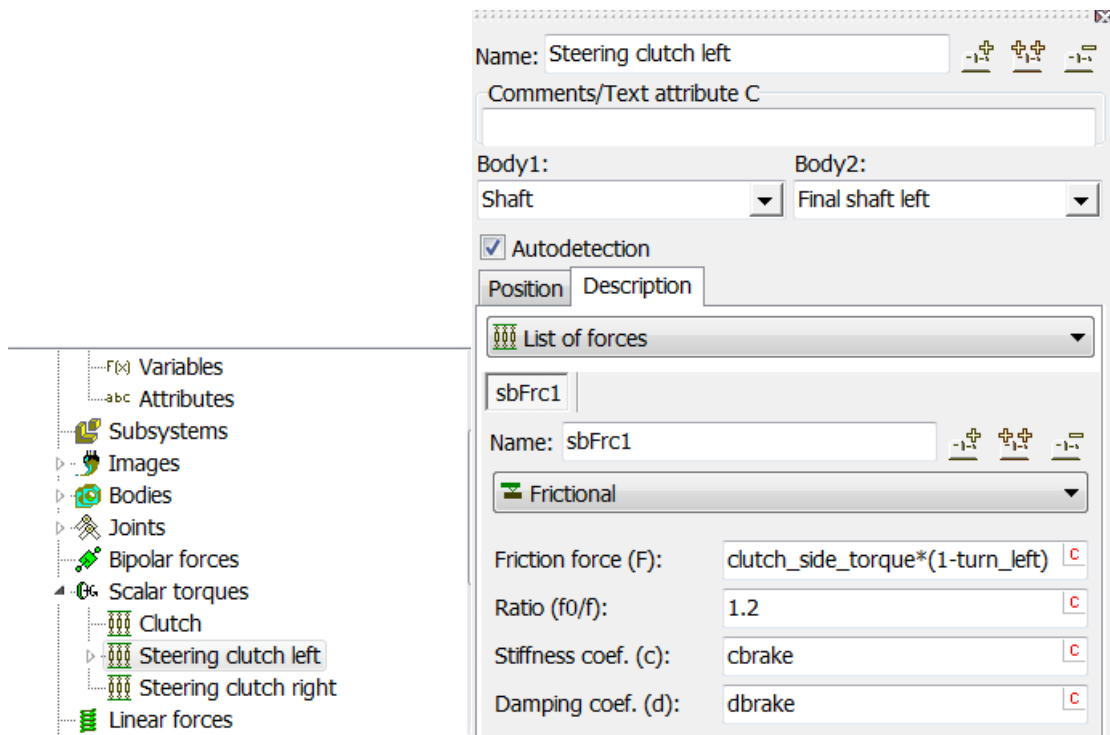 Name: Steering clutch left
Comments/Text attribute C
Body1: Body2:
Shaft Final shaft left
Autodetection
Position Description
List of forces
sbFrc1
Name: sbFrc1
Frictional
Friction force (F): clutch_side_torque*(1-turn_left) C
Ratio (f0/f): 1.2 C
Stiffness coef. (c): cbrake C
Damping coef. (d): dbrake C
F(x) Variables
abc Attributes
Subsystems
Images
Bodies
Joints
Bipolar forces
Scalar torques
Clutch
Steering clutch left
Steering clutch right
Linear forces